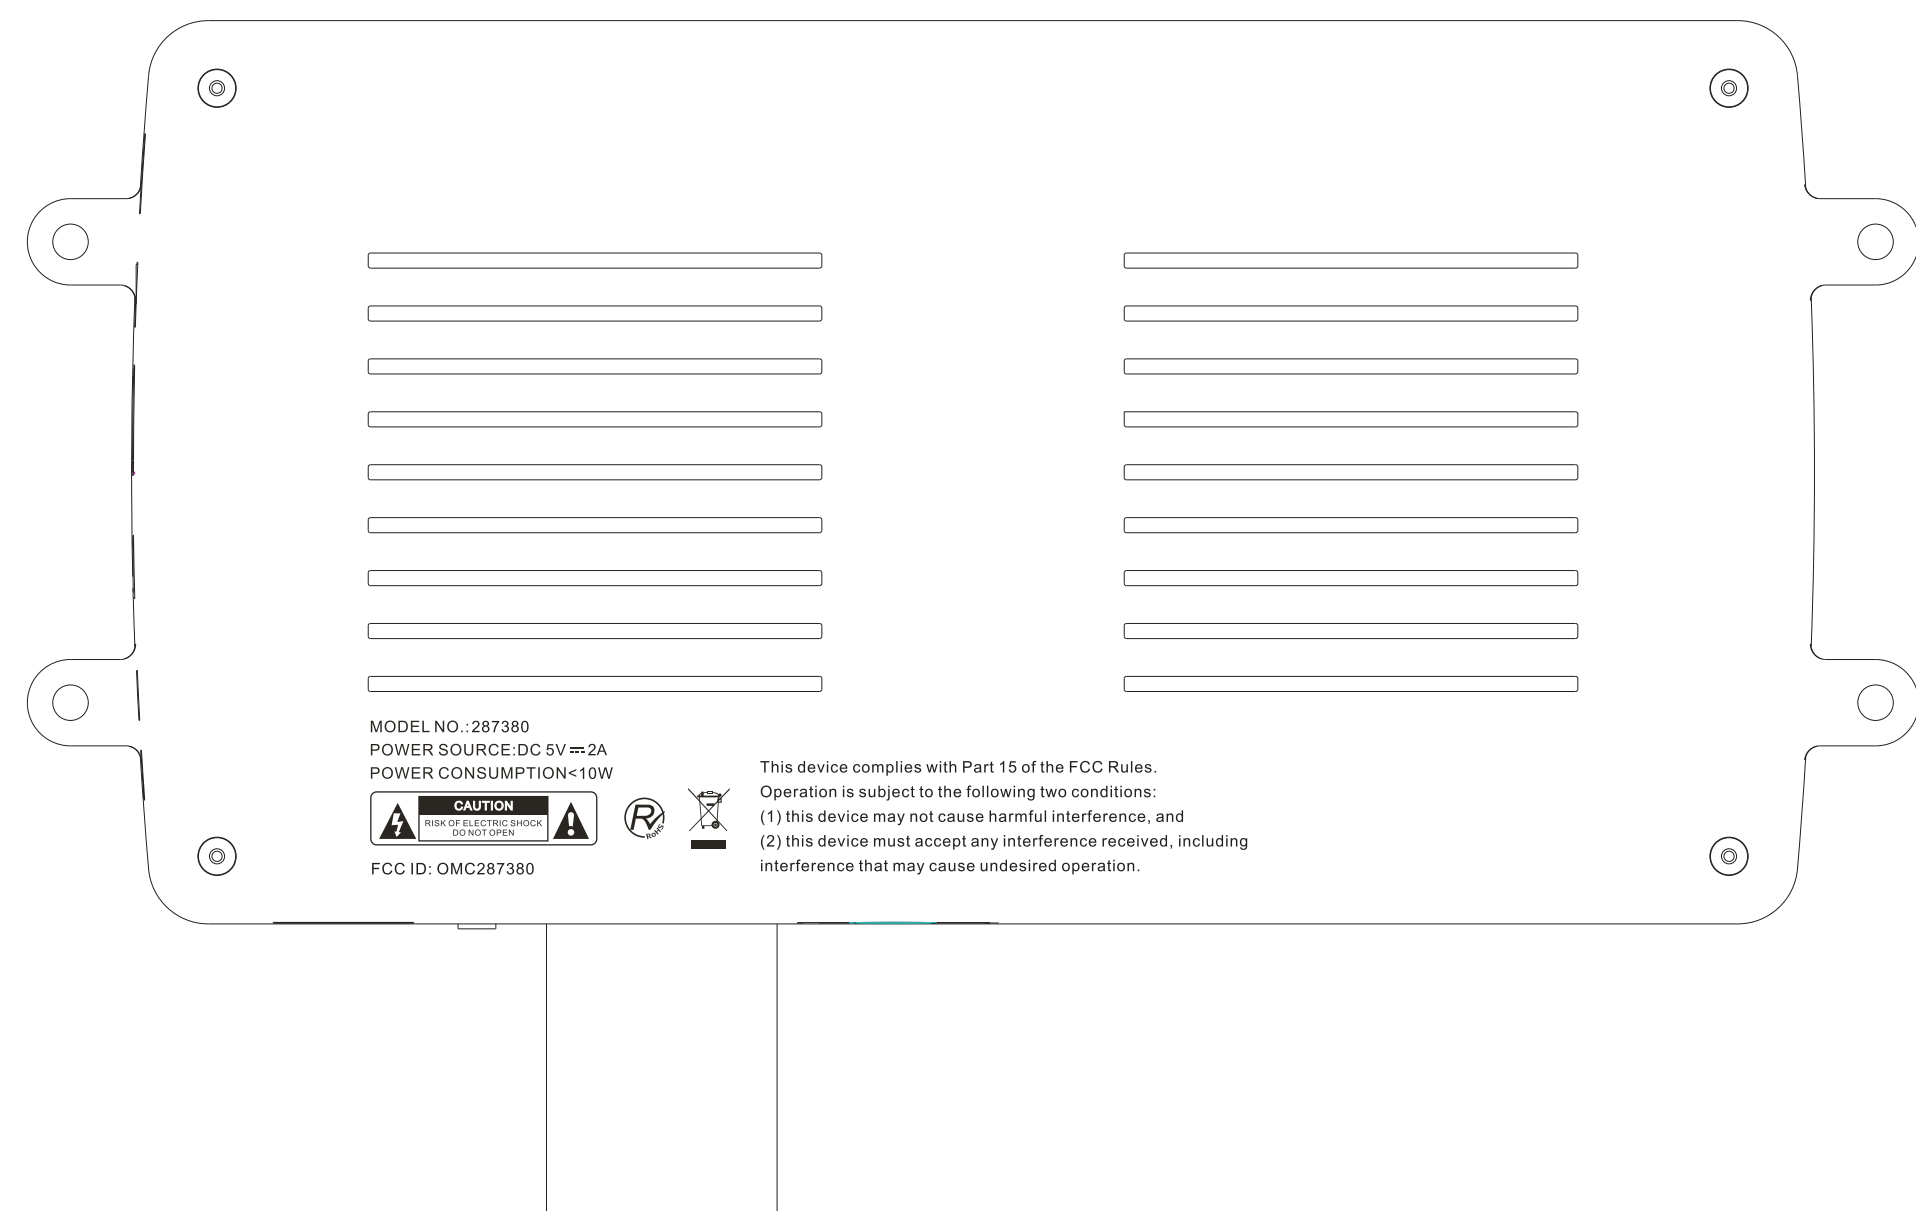 MODEL NO.:287380
POWER SOURCE:DC 5V ⎓ 2A
POWER CONSUMPTION<10W
CAUTION
RISK OF ELECTRIC SHOCK
DO NOT OPEN
R
RoHS
FCC ID: OMC287380
This device complies with Part 15 of the FCC Rules.
Operation is subject to the following two conditions:
(1) this device may not cause harmful interference, and
(2) this device must accept any interference received, including
interference that may cause undesired operation.